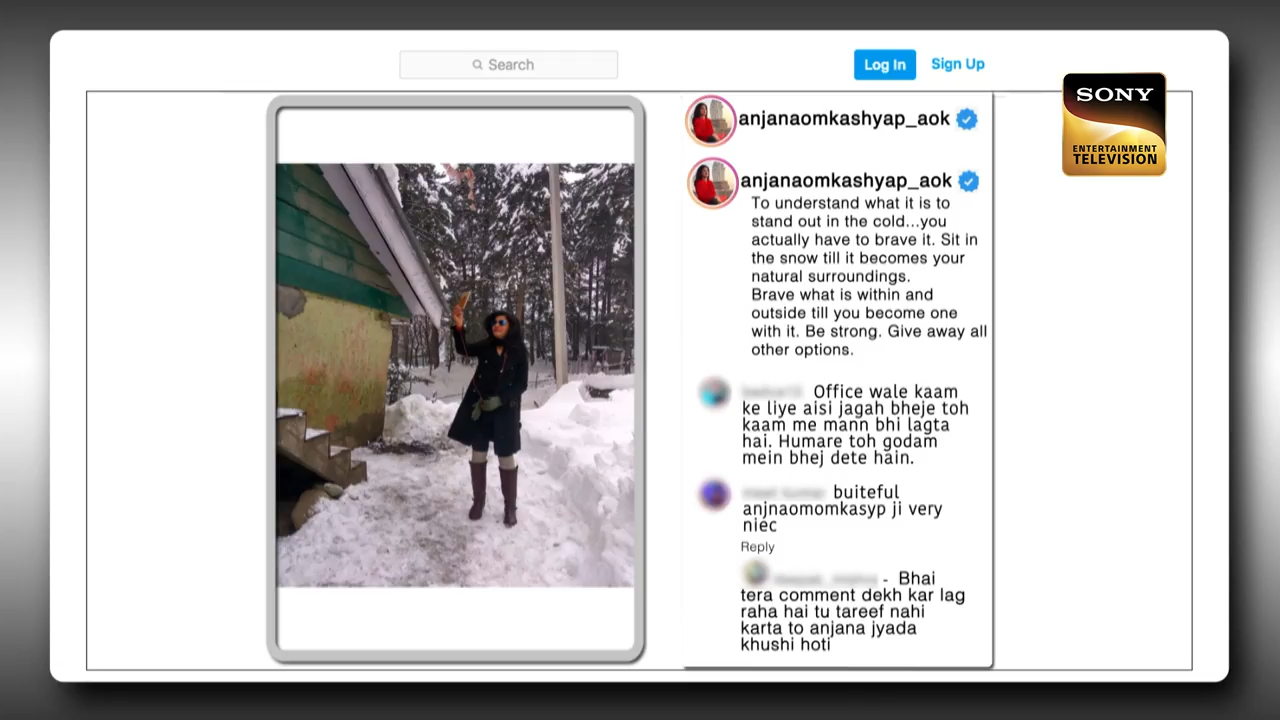 Search
Log In
Sign Up
SONY
ENTERTAINMENT
TELEVISION
anjanaomkashyap_aok
anjanaomkashyap_aok
To understand what it is to
stand out in the cold...you
actually have to brave it. Sit in
the snow till it becomes your
natural surroundings.
Brave what is within and
outside till you become one
with it. Be strong. Give away all
other options.
Office wale kaam
ke liye aisi jagah bheje toh
kaam me mann bhi lagta
hai. Humare toh godam
mein bhej dete hain.
buiteful
anjnaomomkasyp ji very
niec
Reply
- Bhai
tera comment dekh kar lag
raha hai tu tareef nahi
karta to anjana jyada
khushi hoti